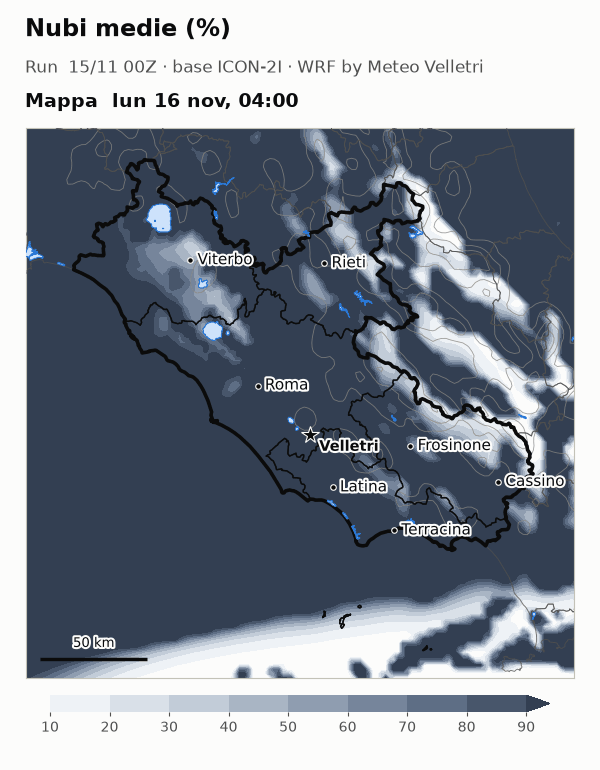 Nubi medie (%)
Run  15/11 00Z · base ICON-2I · WRF by Meteo Velletri
Mappa  lun 16 nov, 04:00
Viterbo
Rieti
Roma
Velletri
Frosinone
Cassino
Latina
Terracina
50 km
10 20 30 40 50 60 70 80 90